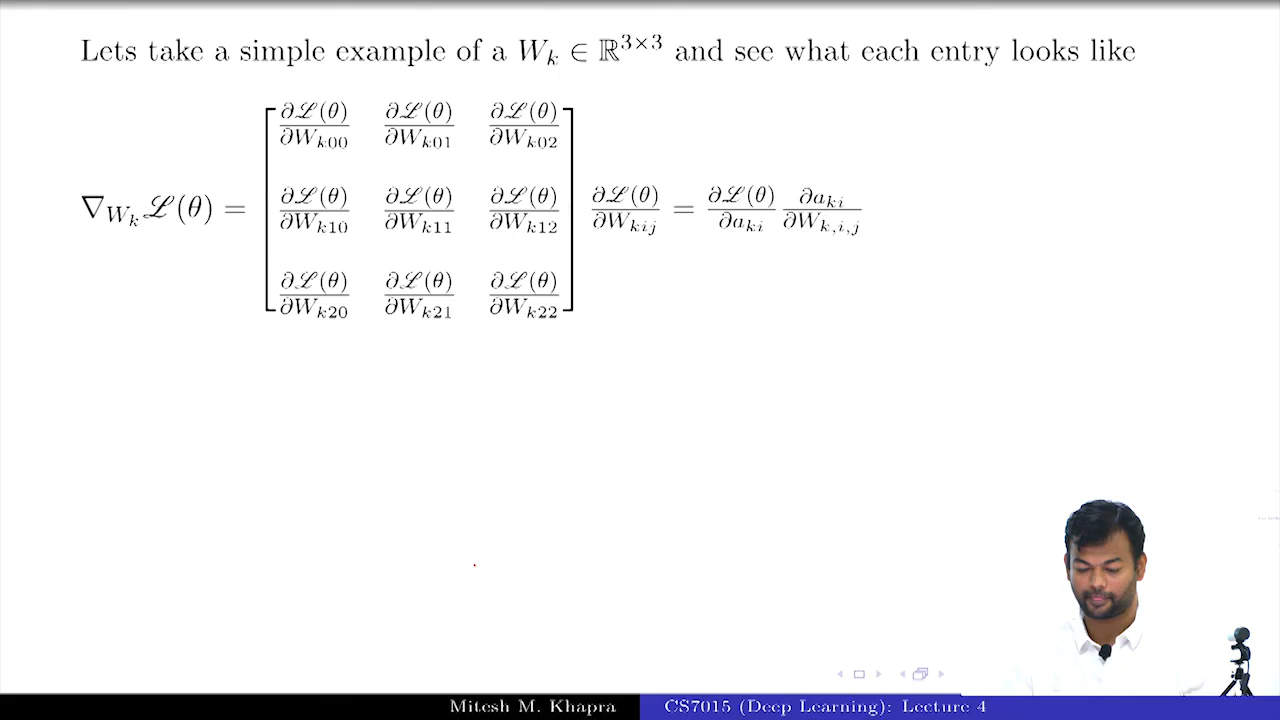 Lets take a simple example of a W_k ∈ ℝ^{3×3} and see what each entry looks like
∇_{W_k} ℒ(θ) = [ ∂ℒ(θ)/∂W_{k00} ∂ℒ(θ)/∂W_{k01} ∂ℒ(θ)/∂W_{k02}
∂ℒ(θ)/∂W_{k10} ∂ℒ(θ)/∂W_{k11} ∂ℒ(θ)/∂W_{k12}
∂ℒ(θ)/∂W_{k20} ∂ℒ(θ)/∂W_{k21} ∂ℒ(θ)/∂W_{k22} ] ∂ℒ(θ)/∂W_{kij} = ∂ℒ(θ)/∂a_{ki} ∂a_{ki}/∂W_{k,i,j}
Mitesh M. Khapra CS7015 (Deep Learning): Lecture 4